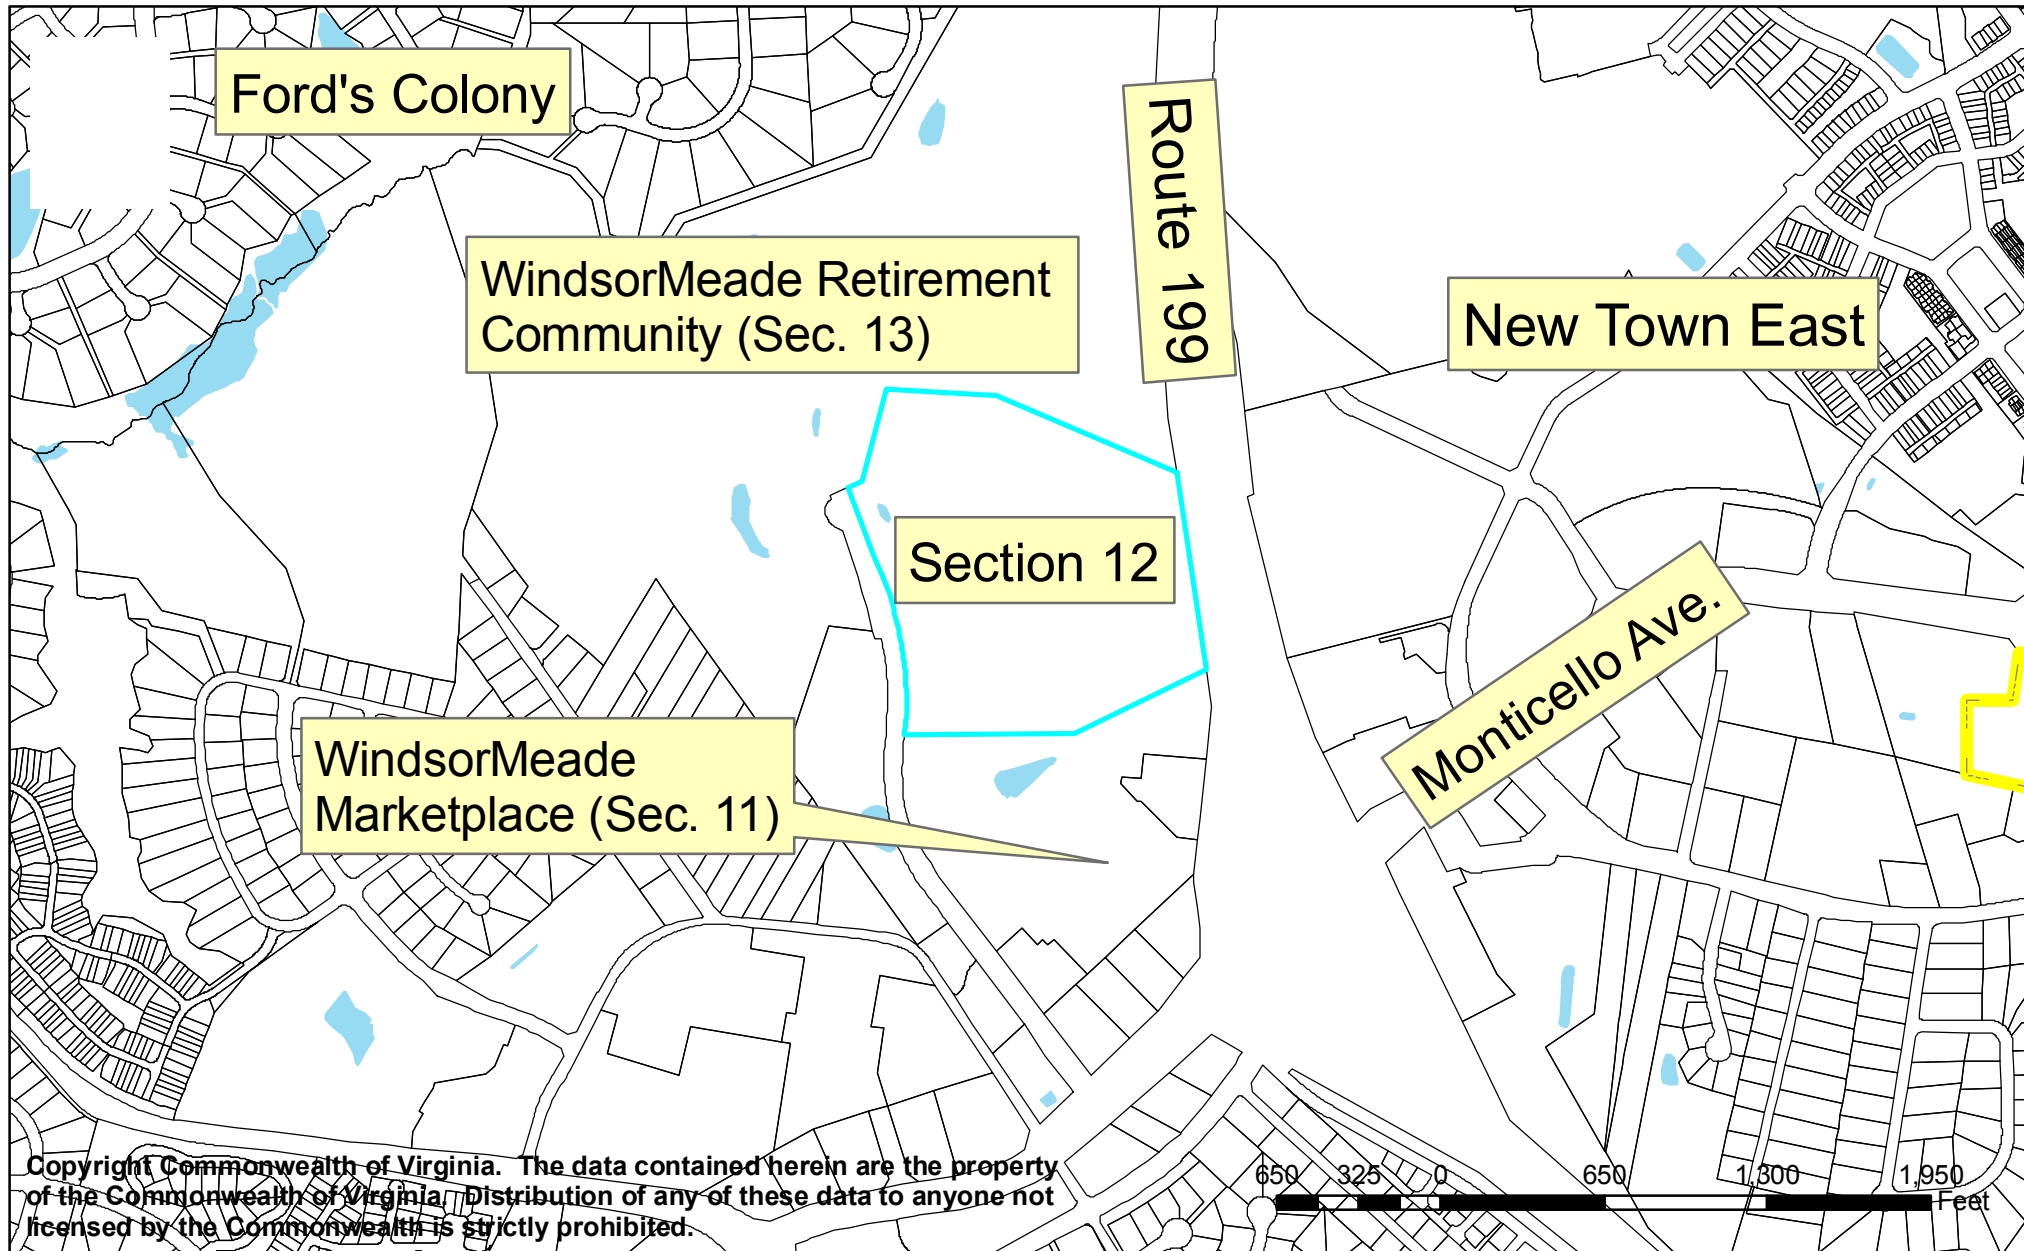 Ford's Colony
Route 199
WindsorMeade Retirement
Community (Sec. 13)
New Town East
Section 12
Monticello Ave.
WindsorMeade
Marketplace (Sec. 11)
Copyright Commonwealth of Virginia. The data contained herein are the property
of the Commonwealth of Virginia. Distribution of any of these data to anyone not
licensed by the Commonwealth is strictly prohibited.
650 325 0 650 1,300 1,950
Feet